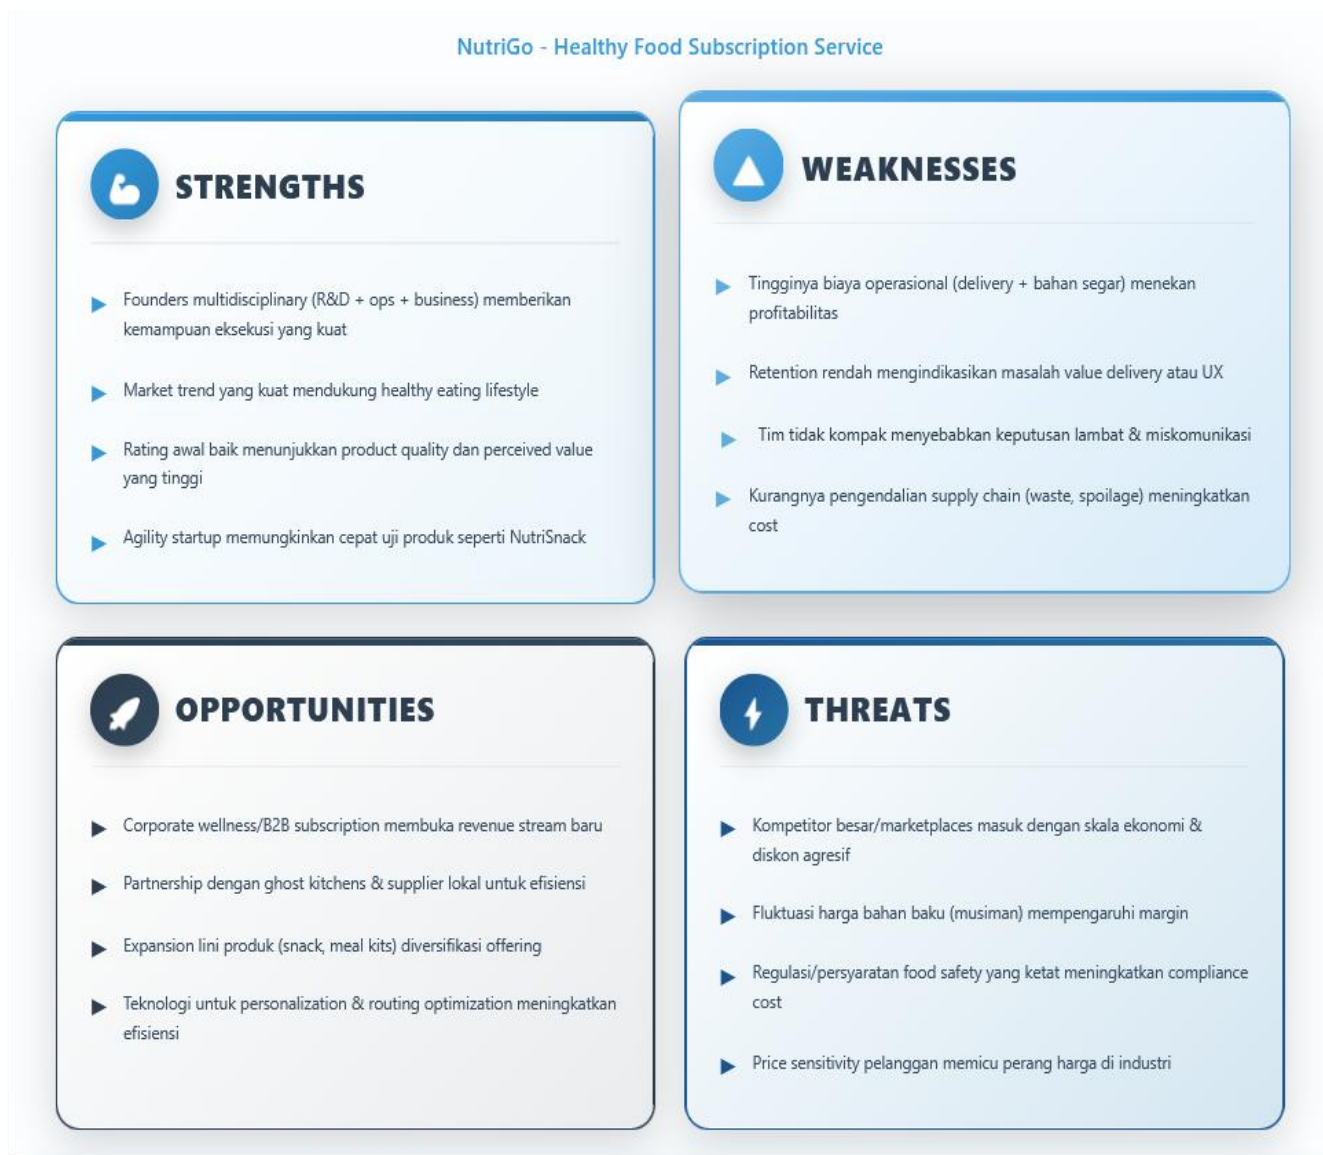 NutriGo - Healthy Food Subscription Service
STRENGTHS
Founders multidisciplinary (R&D + ops + business) memberikan
kemampuan eksekusi yang kuat
Market trend yang kuat mendukung healthy eating lifestyle
Rating awal baik menunjukkan product quality dan perceived value
yang tinggi
Agility startup memungkinkan cepat uji produk seperti NutriSnack
WEAKNESSES
Tingginya biaya operasional (delivery + bahan segar) menekan
profitabilitas
Retention rendah mengindikasikan masalah value delivery atau UX
Tim tidak kompak menyebabkan keputusan lambat & miskomunikasi
Kurangnya pengendalian supply chain (waste, spoilage) meningkatkan
cost
OPPORTUNITIES
Corporate wellness/B2B subscription membuka revenue stream baru
Partnership dengan ghost kitchens & supplier lokal untuk efisiensi
Expansion lini produk (snack, meal kits) diversifikasi offering
Teknologi untuk personalization & routing optimization meningkatkan
efisiensi
THREATS
Kompetitor besar/marketplaces masuk dengan skala ekonomi &
diskon agresif
Fluktuasi harga bahan baku (musiman) mempengaruhi margin
Regulasi/persyaratan food safety yang ketat meningkatkan compliance
cost
Price sensitivity pelanggan memicu perang harga di industri